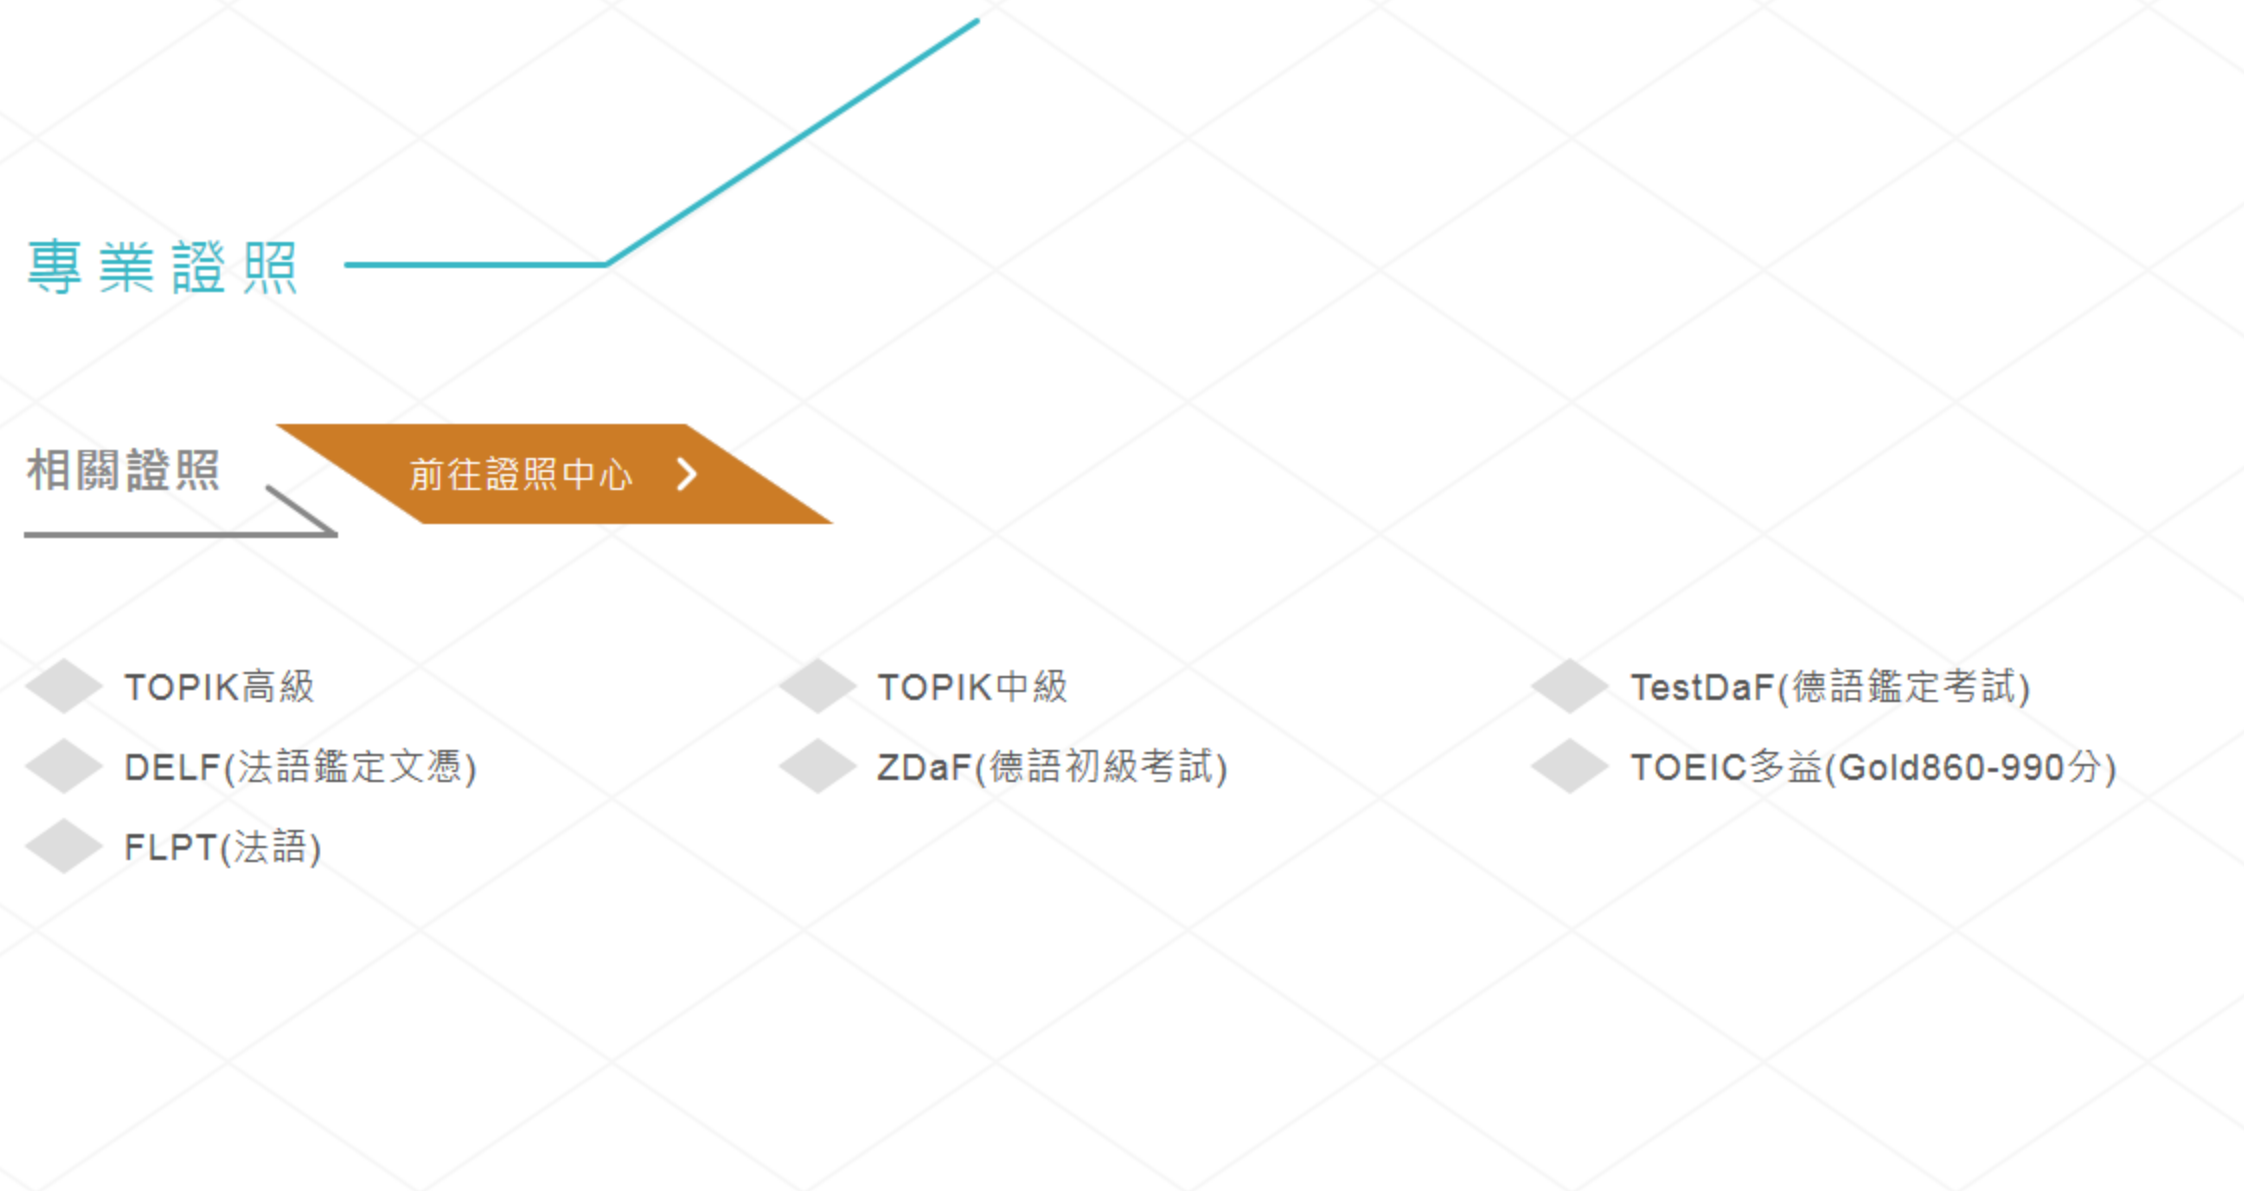 專業證照
相關證照
前往證照中心
TOPIK高級
TOPIK中級
TestDaF(德語鑑定考試)
DELF(法語鑑定文憑)
ZDaF(德語初級考試)
TOEIC多益(Gold860-990分)
FLPT(法語)